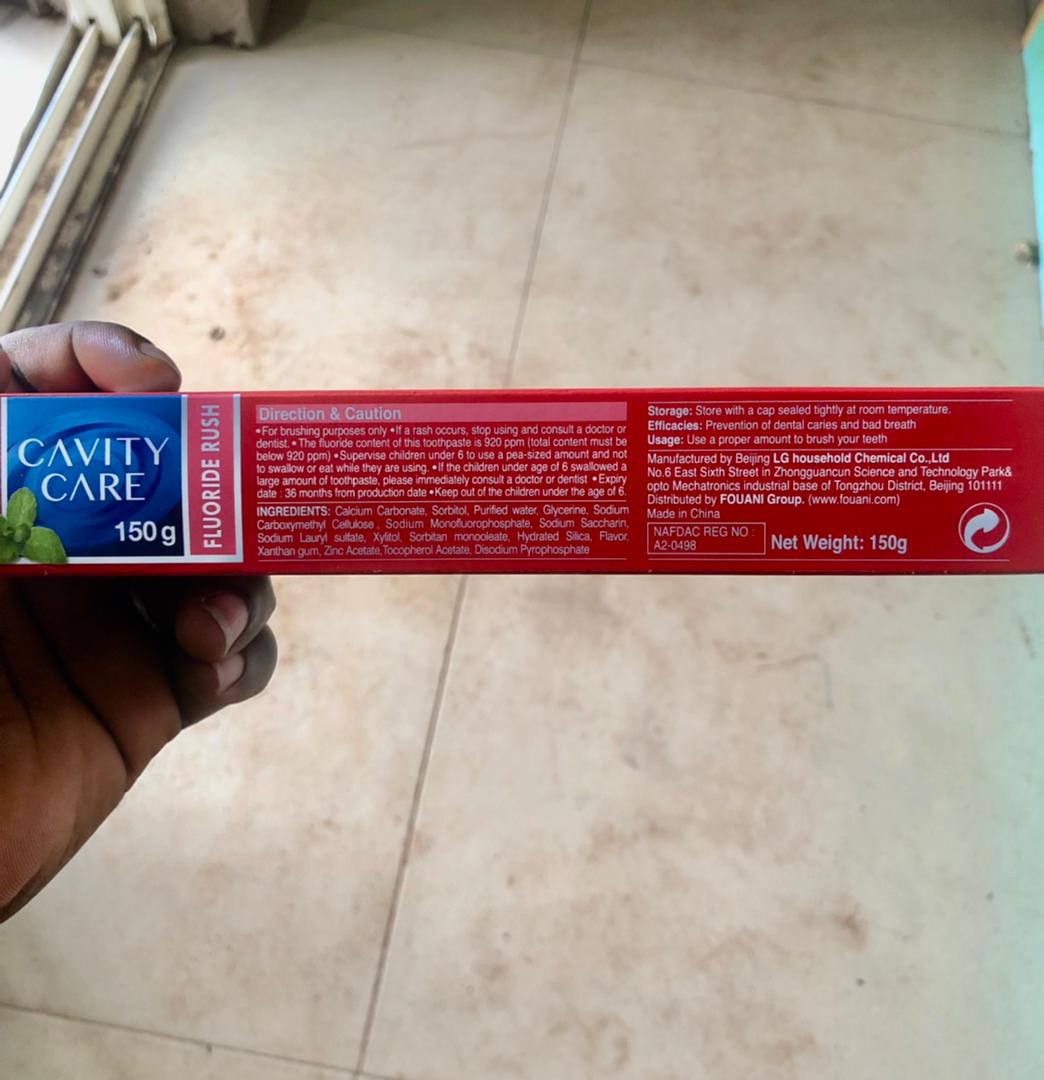 CAVITY
CARE
150g
FLUORIDE RUSH
Direction & Caution
•For brushing purposes only •If a rash occurs, stop using and consult a doctor or
dentist. • The fluoride content of this toothpaste is 920 ppm (total content must be
below 920 ppm) •Supervise children under 6 to use a pea-sized amount and not
to swallow or eat while they are using. •If the children under age of 6 swallowed a
large amount of toothpaste, please immediately consult a doctor or dentist •Expiry
date : 36 months from production date •Keep out of the children under the age of 6.
INGREDIENTS: Calcium Carbonate, Sorbitol, Purified water, Glycerine, Sodium
Carboxymethyl Cellulose , Sodium Monofluorophosphate, Sodium Saccharin,
Sodium Lauryl sulfate, Xylitol, Sorbitan monooleate, Hydrated Silica, Flavor,
Xanthan gum, Zinc Acetate,Tocopherol Acetate, Disodium Pyrophosphate
Storage: Store with a cap sealed tightly at room temperature.
Efficacies: Prevention of dental caries and bad breath
Usage: Use a proper amount to brush your teeth
Manufactured by Beijing LG household Chemical Co.,Ltd
No.6 East Sixth Street in Zhongguancun Science and Technology Park&
opto Mechatronics industrial base of Tongzhou District, Beijing 101111
Distributed by FOUANI Group. (www.fouani.com)
Made in China
NAFDAC REG NO :
A2-0498
Net Weight: 150g